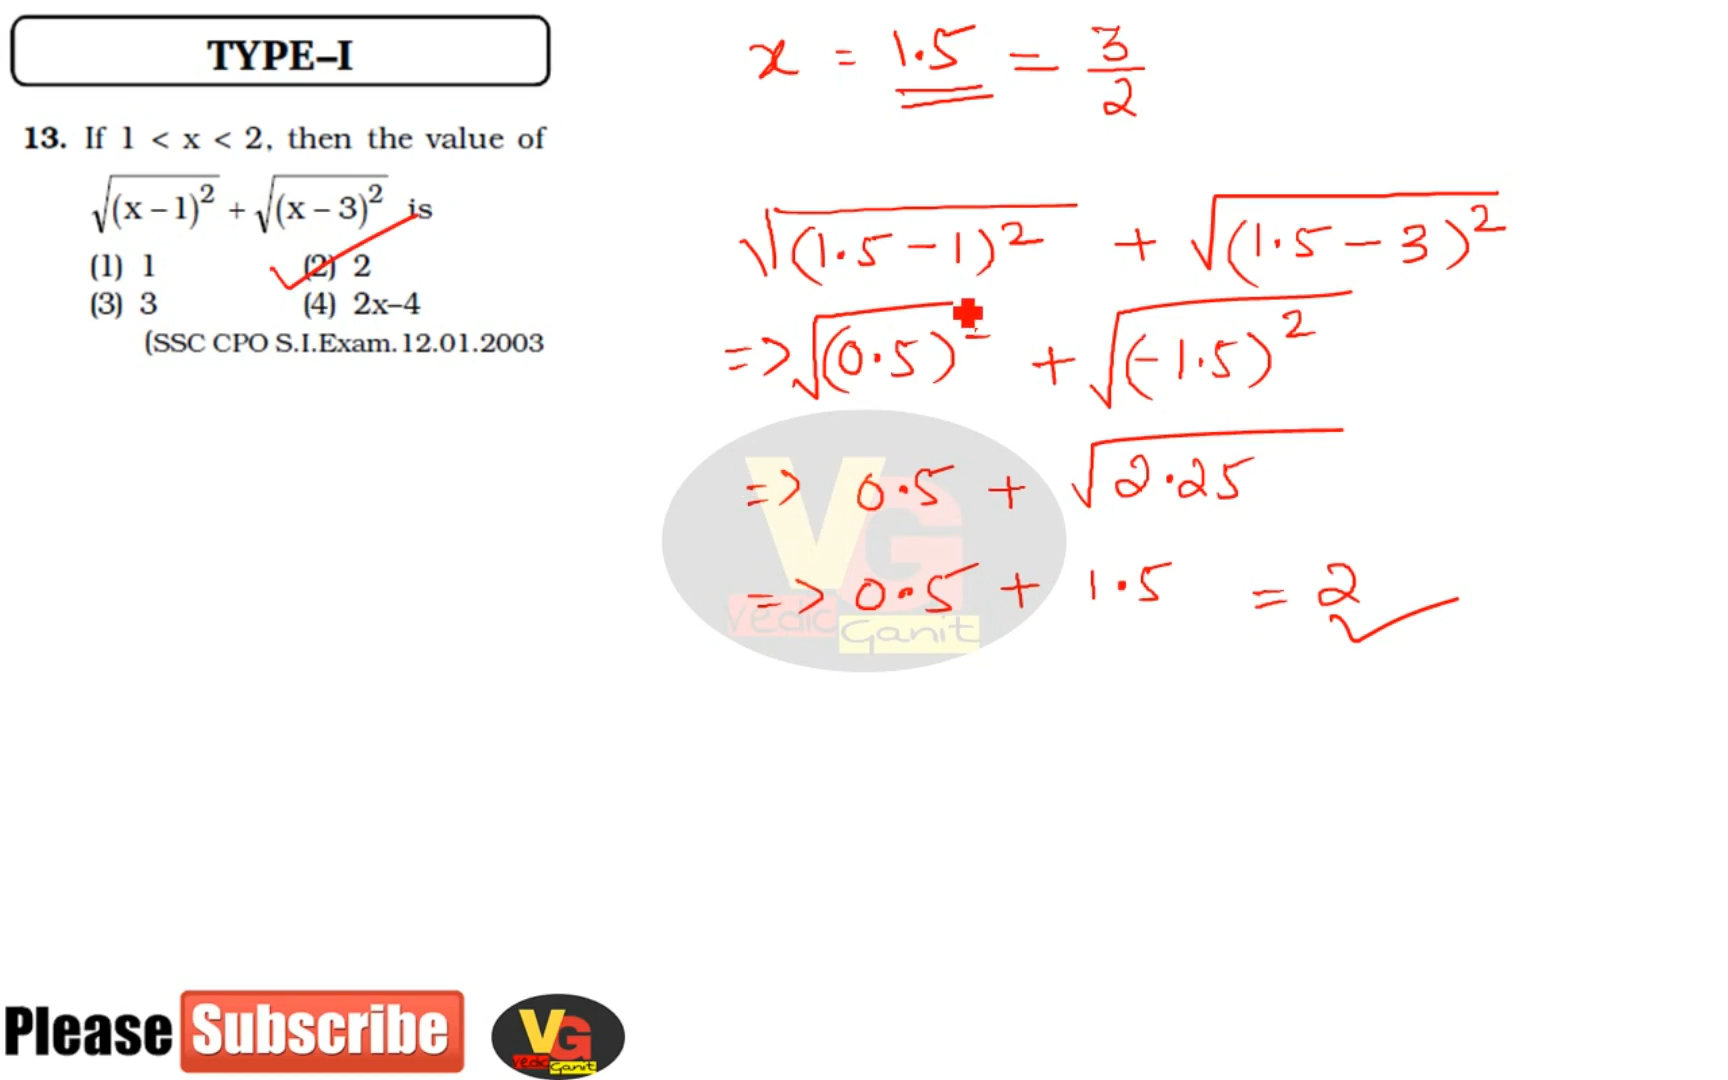 TYPE–I
13. If 1 < x < 2, then the value of
√(x – 1)² + √(x – 3)² is
(1) 1 (2) 2
(3) 3 (4) 2x–4
(SSC CPO S.I.Exam.12.01.2003
x = 1.5 = 3/2
√(1.5 – 1)² + √(1.5 – 3)²
=> √(0.5)² + √(-1.5)²
=> 0.5 + √2.25
=> 0.5 + 1.5 = 2
VG
Vedic Ganit
Please Subscribe
VG
Vedic Ganit